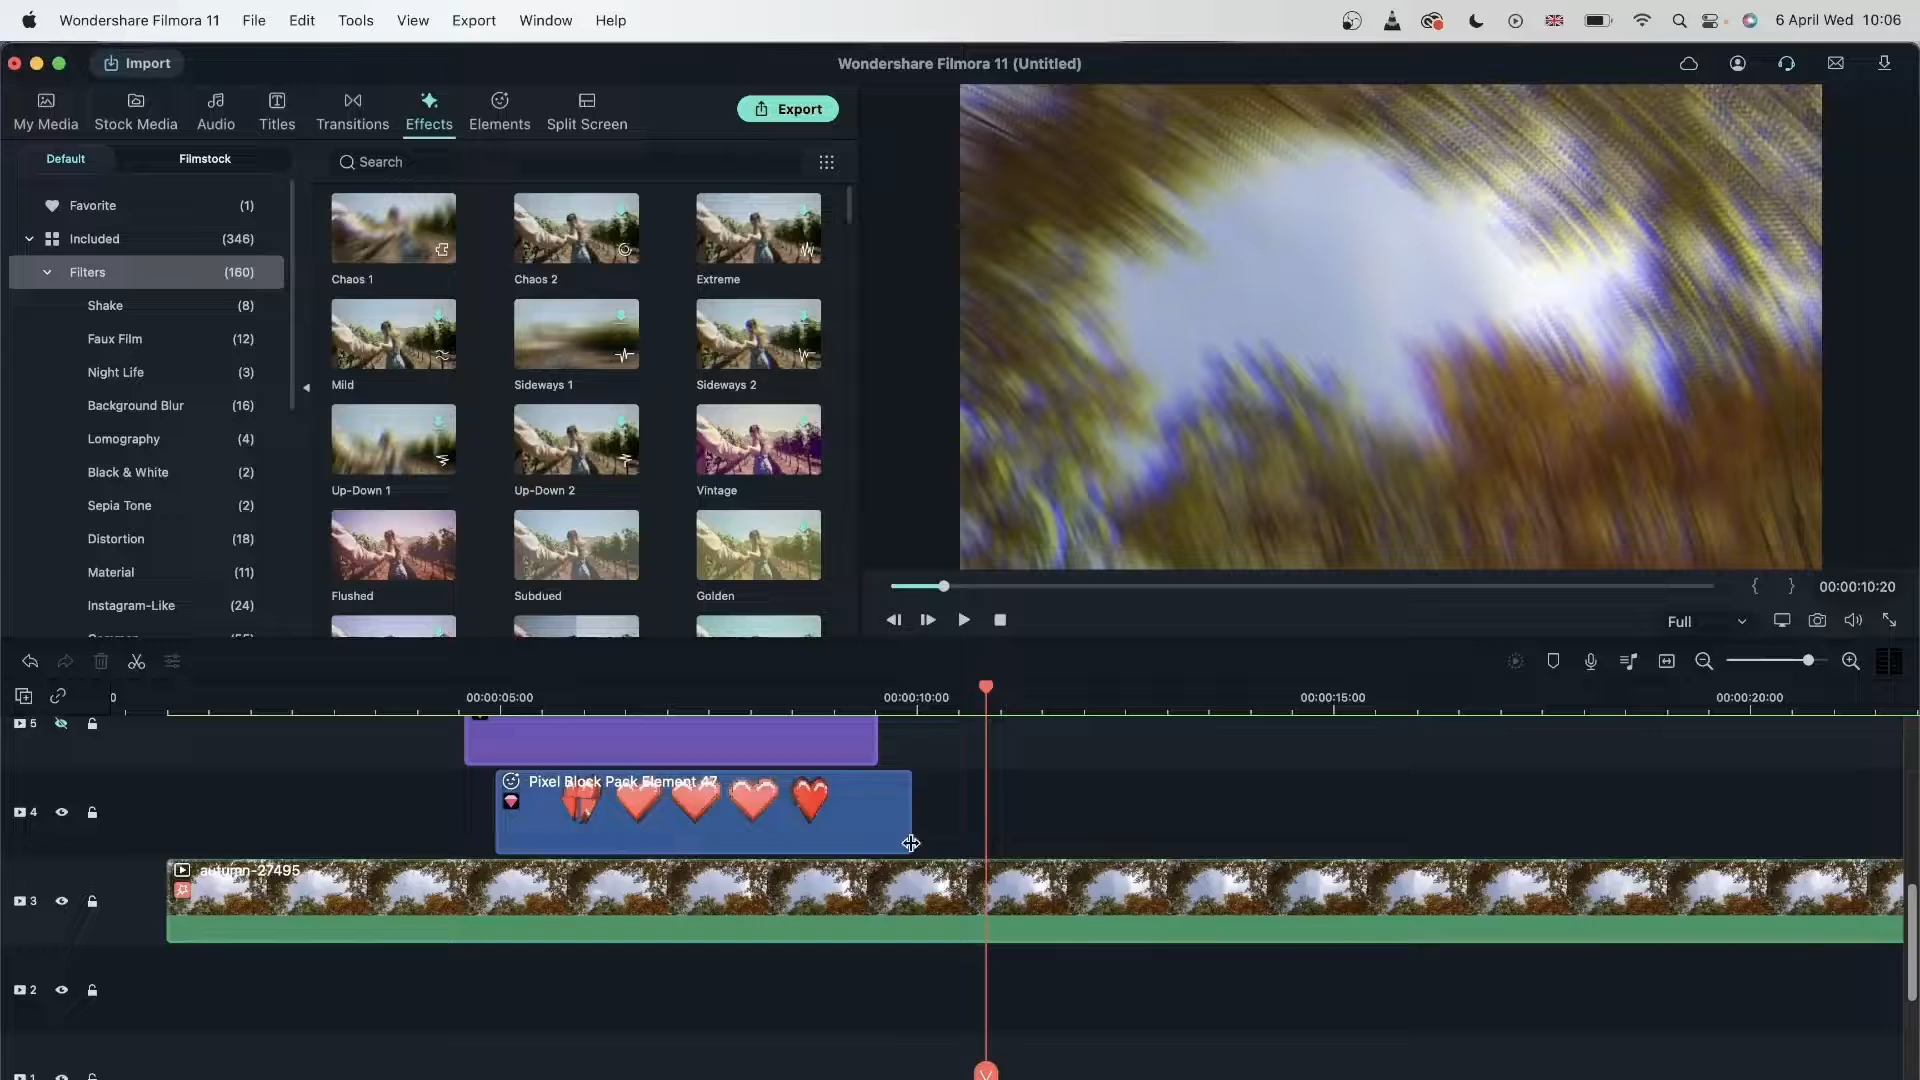 Wondershare Filmora 11 File Edit Tools View Export Window Help 6 April Wed 10:06
Import Wondershare Filmora 11 (Untitled)
My Media Stock Media Audio Titles Transitions Effects Elements Split Screen Export
Default Filmstock Search
Favorite (1)
Included (346)
Filters (160)
Shake (8)
Faux Film (12)
Night Life (3)
Background Blur (16)
Lomography (4)
Black & White (2)
Sepia Tone (2)
Distortion (18)
Material (11)
Instagram-Like (24)
Chaos 1 Chaos 2 Extreme
Mild Sideways 1 Sideways 2
Up-Down 1 Up-Down 2 Vintage
Flushed Subdued Golden
00:00:10:20
Full
0 00:00:05:00 00:00:10:00 00:00:15:00 00:00:20:00
5
Pixel Block Pack Element 47
4
autumn-27495
3
2
1